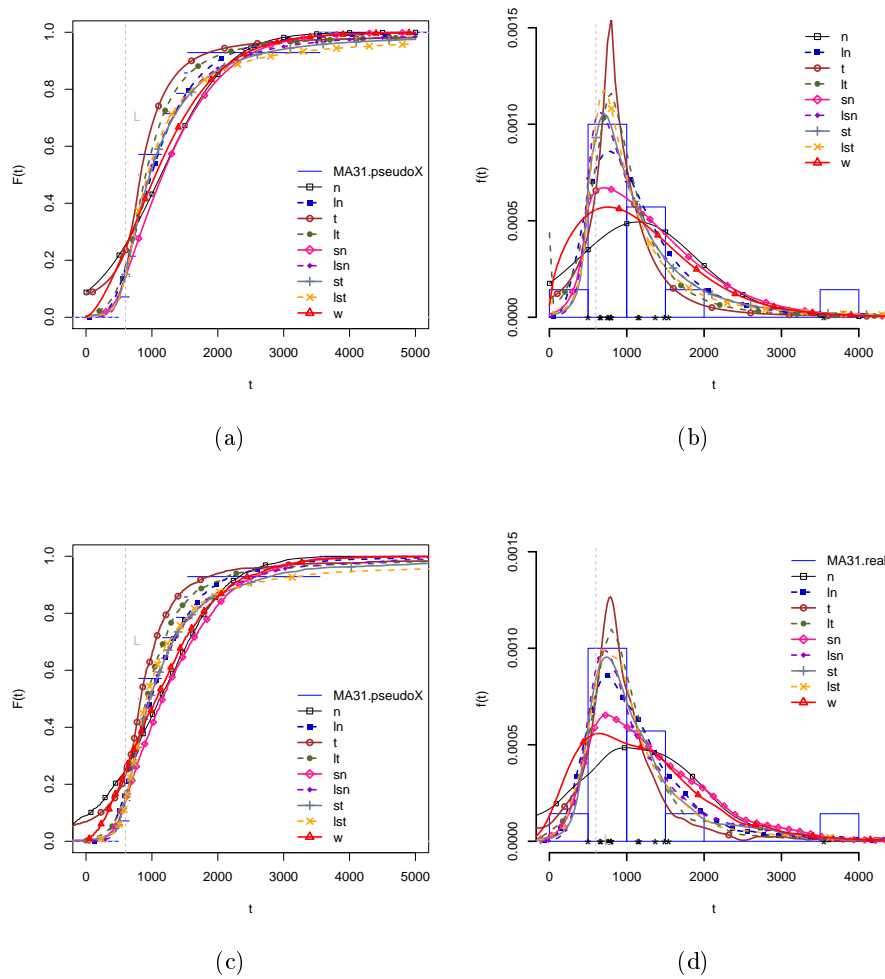 F(t)
0.0 0.2 0.4 0.6 0.8 1.0
L
MA31.pseudoX
n
ln
t
lt
sn
lsn
st
lst
w
0 1000 2000 3000 4000 5000
t
(a)
f(t)
0.0000 0.0005 0.0010 0.0015
n
ln
t
lt
sn
lsn
st
lst
w
0 1000 2000 3000 4000
t
(b)
F(t)
0.0 0.2 0.4 0.6 0.8 1.0
L
MA31.pseudoX
n
ln
t
lt
sn
lsn
st
lst
w
0 1000 2000 3000 4000 5000
t
(c)
f(t)
0.0000 0.0005 0.0010 0.0015
MA31.real
n
ln
t
lt
sn
lsn
st
lst
w
0 1000 2000 3000 4000
t
(d)